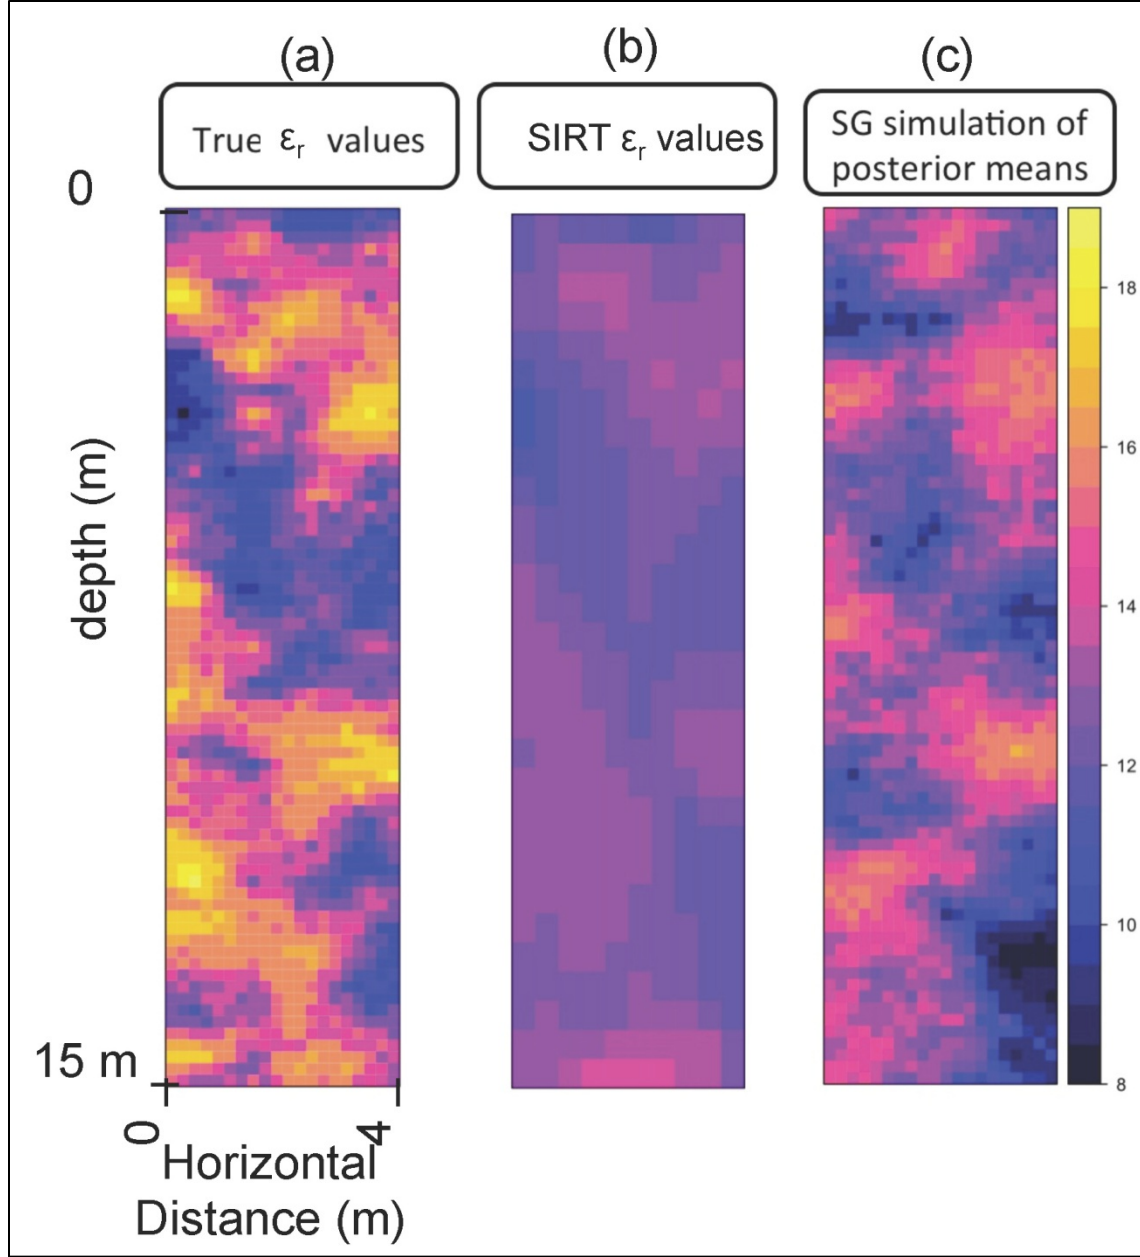 (a)
(b)
(c)
True εr values
SIRT εr values
SG simulation of
posterior means
0
18
16
depth (m)
14
12
10
15 m
8
0
4
Horizontal
Distance (m)